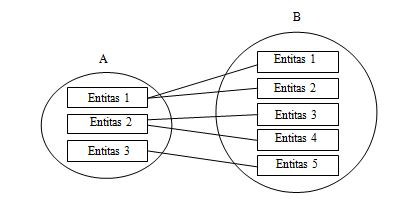 A
Entitas 1
Entitas 2
Entitas 3
B
Entitas 1
Entitas 2
Entitas 3
Entitas 4
Entitas 5